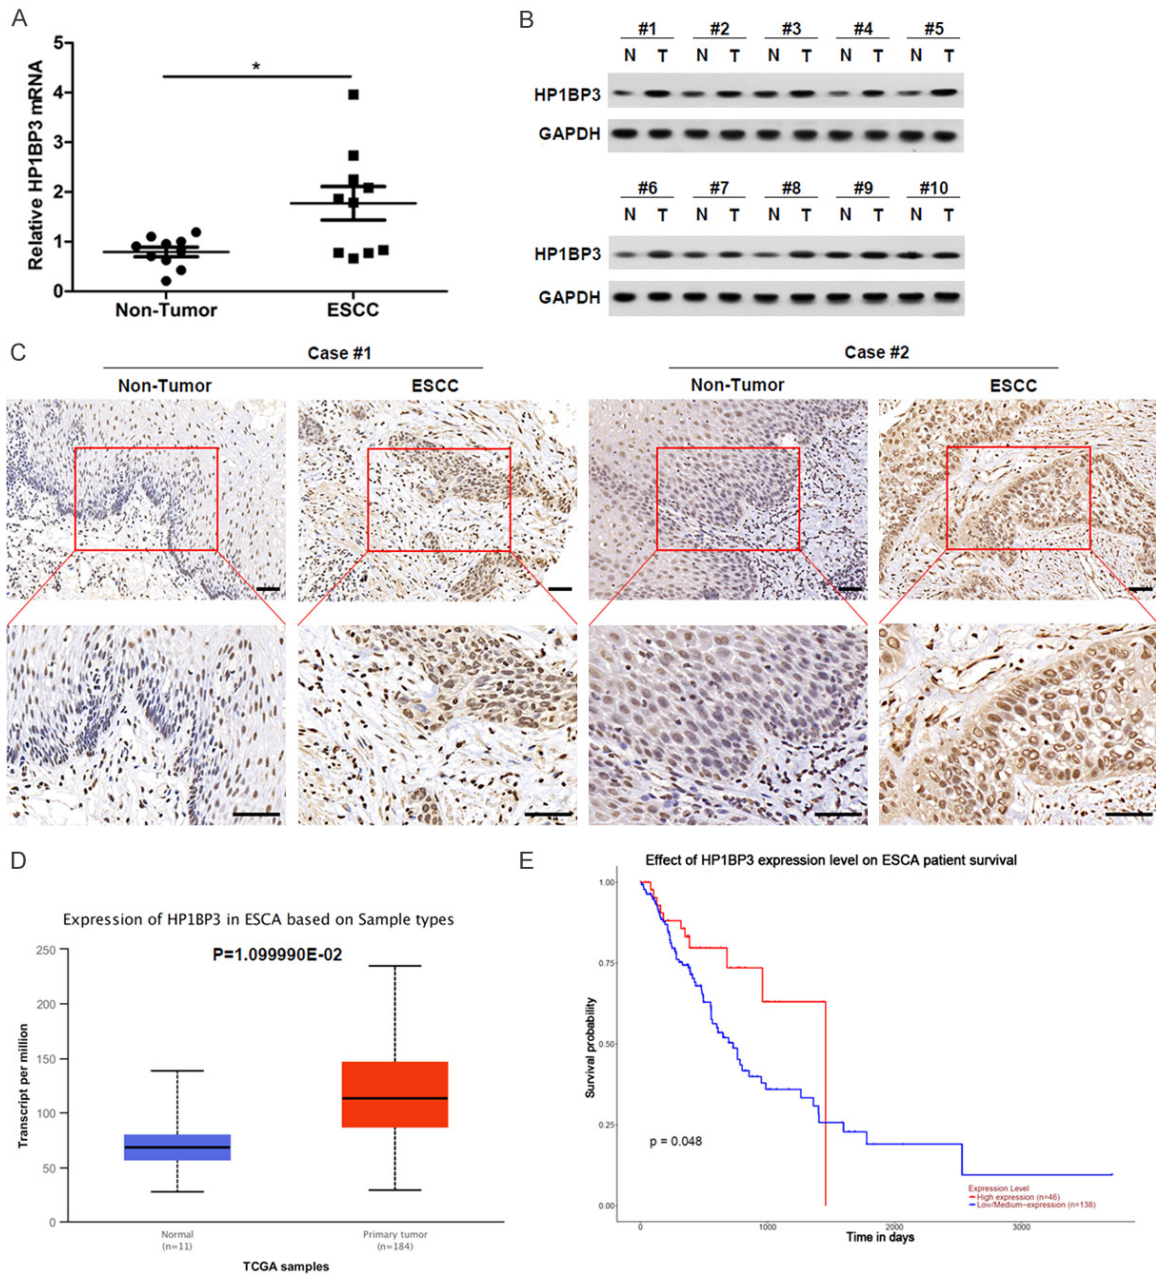 A
Relative HP1BP3 mRNA
5
4
3
2
1
0
*
Non-Tumor
ESCC
B
#1 #2 #3 #4 #5
N T N T N T N T N T
HP1BP3
GAPDH
#6 #7 #8 #9 #10
N T N T N T N T N T
HP1BP3
GAPDH
C
Case #1
Case #2
Non-Tumor
ESCC
Non-Tumor
ESCC
D
Expression of HP1BP3 in ESCA based on Sample types
P=1.099990E-02
Transcript per million
250
200
150
100
50
0
Normal
(n=11)
Primary tumor
(n=184)
TCGA samples
E
Effect of HP1BP3 expression level on ESCA patient survival
Survival probability
1.00
0.75
0.50
0.25
0.00
p = 0.048
Expression Level
High expression (n=46)
Low/Medium-expression (n=138)
0
1000
2000
3000
Time in days